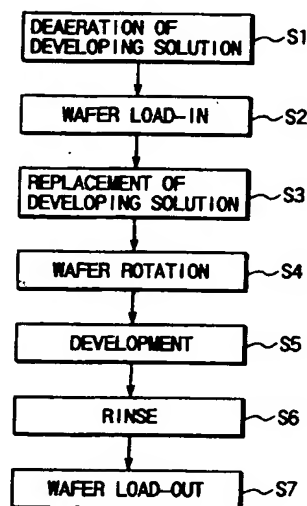 DEAERATION OF
DEVELOPING SOLUTION
S1
WAFER LOAD-IN
S2
REPLACEMENT OF
DEVELOPING SOLUTION
S3
WAFER ROTATION
S4
DEVELOPMENT
S5
RINSE
S6
WAFER LOAD-OUT
S7